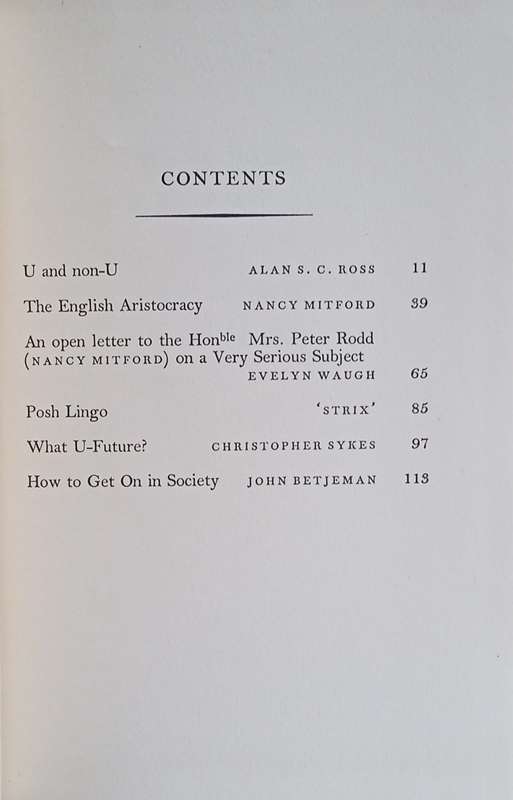 CONTENTS
U and non-U ALAN S. C. ROSS 11
The English Aristocracy NANCY MITFORD 39
An open letter to the Honble Mrs. Peter Rodd
(NANCY MITFORD) on a Very Serious Subject
EVELYN WAUGH 65
Posh Lingo ‘STRIX’ 85
What U-Future? CHRISTOPHER SYKES 97
How to Get On in Society JOHN BETJEMAN 113